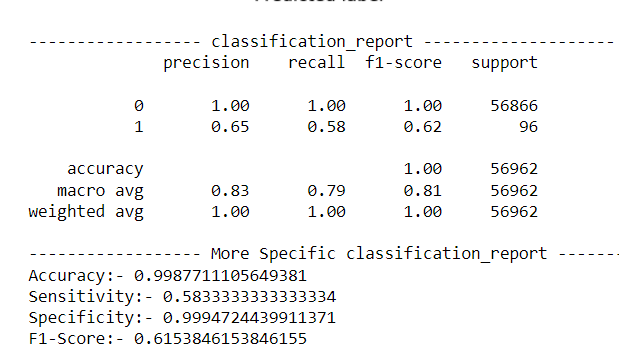 ------------------ classification_report --------------------
precision recall f1-score support
0 1.00 1.00 1.00 56866
1 0.65 0.58 0.62 96
accuracy 1.00 56962
macro avg 0.83 0.79 0.81 56962
weighted avg 1.00 1.00 1.00 56962
------------------ More Specific classification_report -------
Accuracy:- 0.9987711105649381
Sensitivity:- 0.5833333333333334
Specificity:- 0.9994724439911371
F1-Score:- 0.6153846153846155